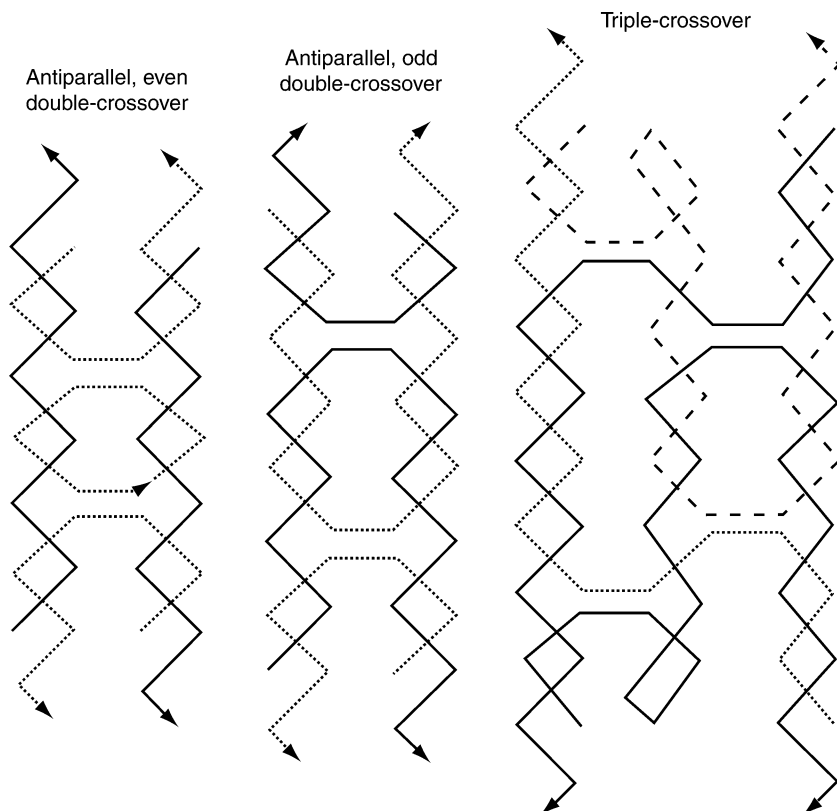 Antiparallel, even
double-crossover
Antiparallel, odd
double-crossover
Triple-crossover